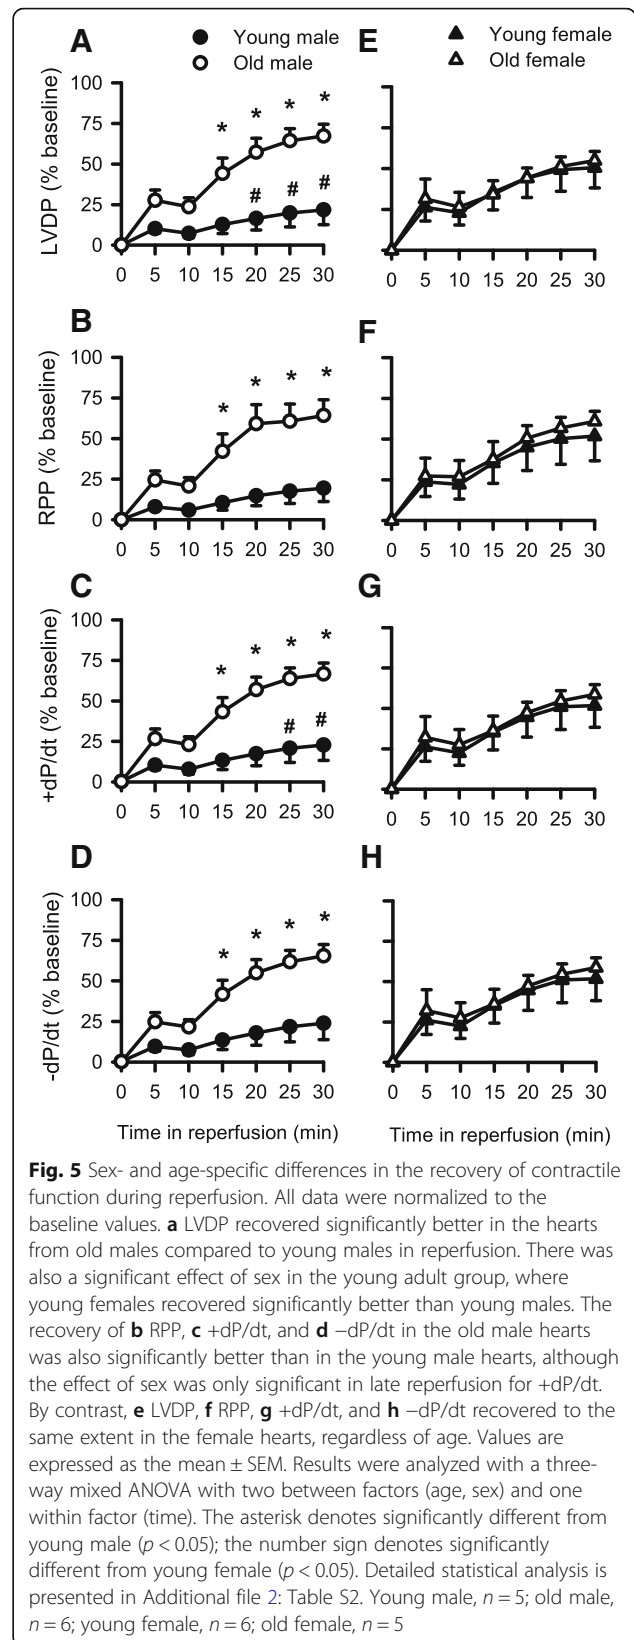 A
Young male
Old male
E
Young female
Old female
LVDP (% baseline)
100
75
50
25
0
* * * *
# # #
0 5 10 15 20 25 30
0 5 10 15 20 25 30
B
F
RPP (% baseline)
100
75
50
25
0
* * * *
0 5 10 15 20 25 30
0 5 10 15 20 25 30
C
G
+dP/dt (% baseline)
100
75
50
25
0
* * * *
# #
0 5 10 15 20 25 30
0 5 10 15 20 25 30
D
H
-dP/dt (% baseline)
100
75
50
25
0
* * * *
0 5 10 15 20 25 30
0 5 10 15 20 25 30
Time in reperfusion (min)
Time in reperfusion (min)
Fig. 5 Sex- and age-specific differences in the recovery of contractile
function during reperfusion. All data were normalized to the
baseline values. a LVDP recovered significantly better in the hearts
from old males compared to young males in reperfusion. There was
also a significant effect of sex in the young adult group, where
young females recovered significantly better than young males. The
recovery of b RPP, c +dP/dt, and d −dP/dt in the old male hearts
was also significantly better than in the young male hearts, although
the effect of sex was only significant in late reperfusion for +dP/dt.
By contrast, e LVDP, f RPP, g +dP/dt, and h −dP/dt recovered to the
same extent in the female hearts, regardless of age. Values are
expressed as the mean ± SEM. Results were analyzed with a three-
way mixed ANOVA with two between factors (age, sex) and one
within factor (time). The asterisk denotes significantly different from
young male (p < 0.05); the number sign denotes significantly
different from young female (p < 0.05). Detailed statistical analysis is
presented in Additional file 2: Table S2. Young male, n = 5; old male,
n = 6; young female, n = 6; old female, n = 5